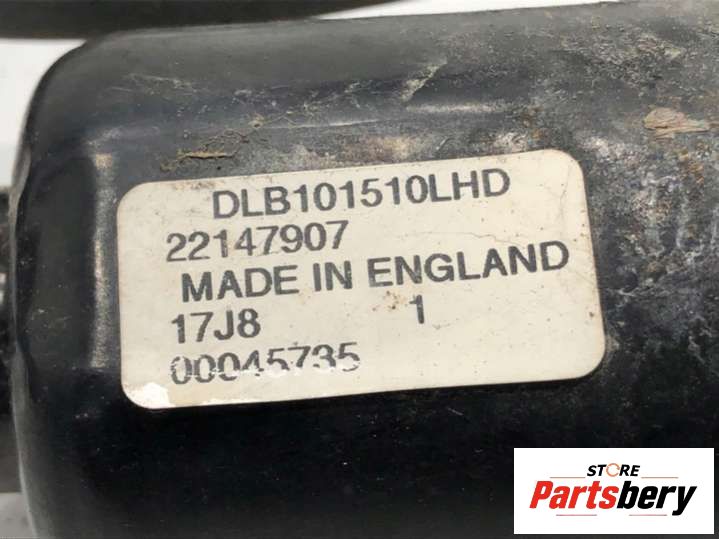 DLB101510LHD
22147907
MADE IN ENGLAND
17J8 1
00045735
STORE
Partsbery